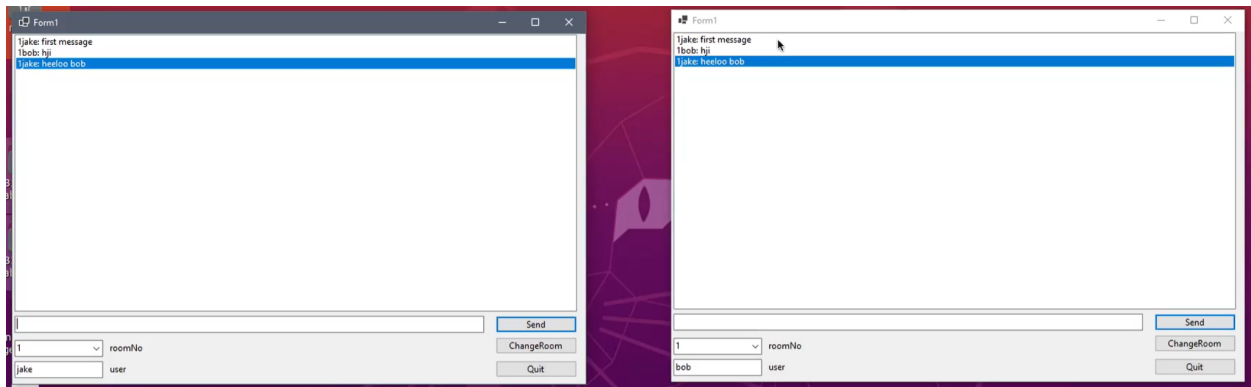 Form1
1jake: first message
1bob: hji
1jake: heeloo bob
Send
1 roomNo
ChangeRoom
jake user
Quit
Form1
1jake: first message
1bob: hji
1jake: heeloo bob
Send
1 roomNo
ChangeRoom
bob user
Quit